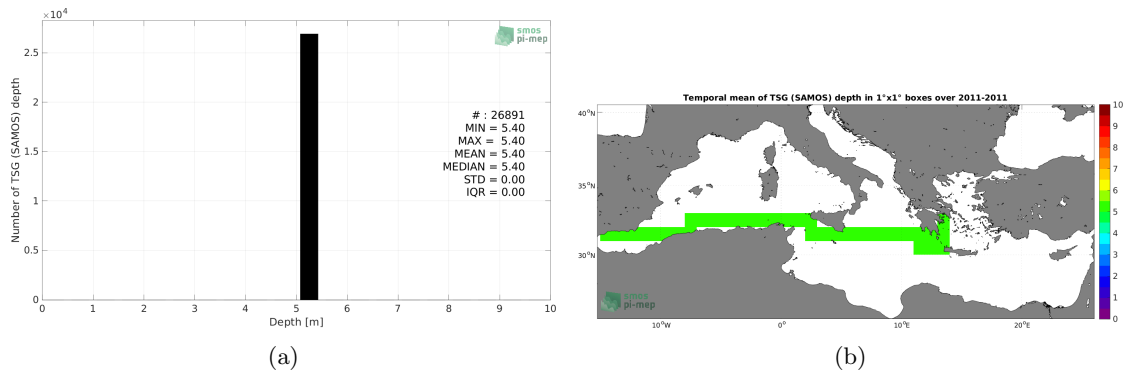 ×10⁴
smos
pi-mep
2.5
2
1.5
1
0.5
0
Number of TSG (SAMOS) depth
# : 26891
MIN = 5.40
MAX = 5.40
MEAN = 5.40
MEDIAN = 5.40
STD = 0.00
IQR = 0.00
0 1 2 3 4 5 6 7 8 9 10
Depth [m]
(a)
Temporal mean of TSG (SAMOS) depth in 1°x1° boxes over 2011-2011
40°N
35°N
30°N
10°W 0° 10°E 20°E
smos
pi-mep
10
9
8
7
6
5
4
3
2
1
0
(b)